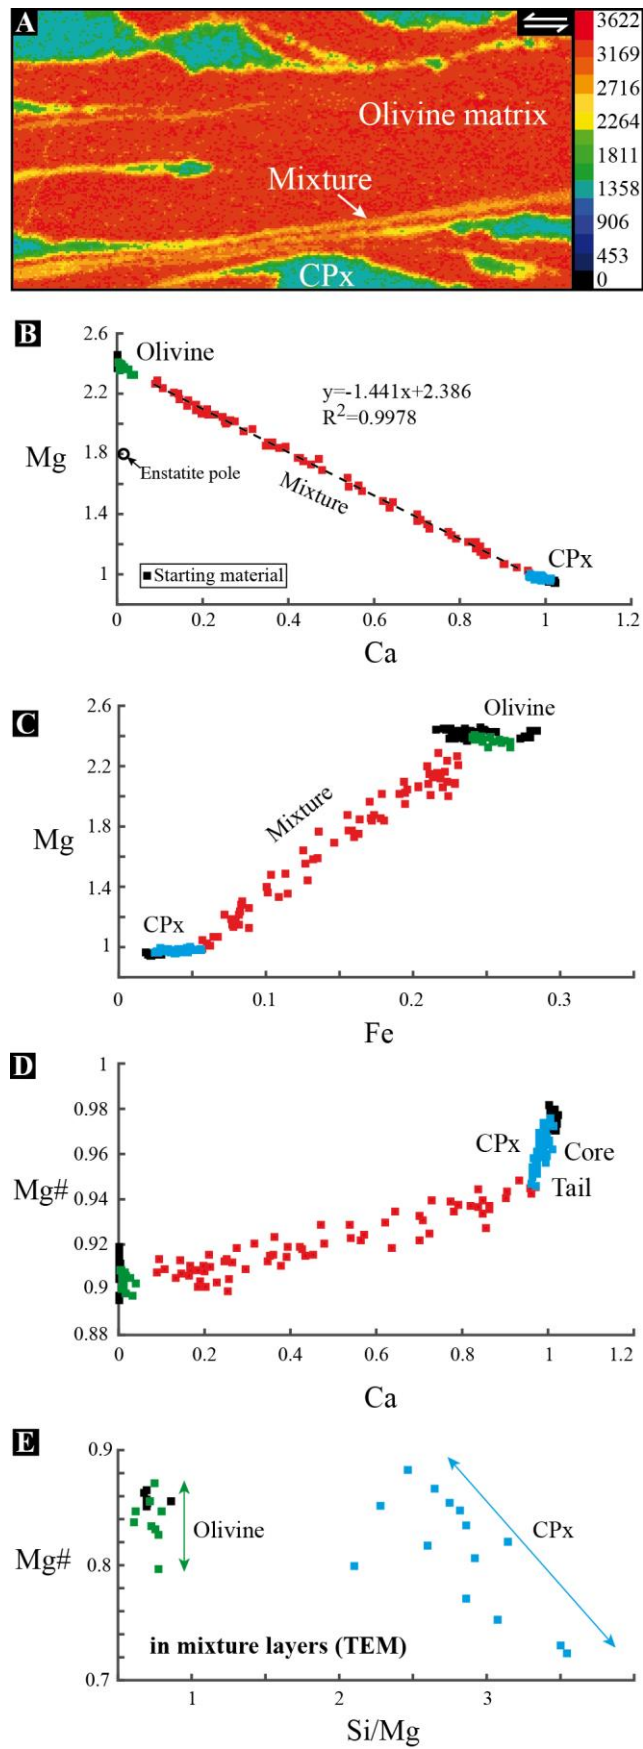 A
3622
3169
2716
2264
1811
1358
906
453
0
Olivine matrix
Mixture
CPx
B
2.6
2.2
1.8
1.4
1
Mg
Olivine
y=-1.441x+2.386
R2=0.9978
Enstatite pole
Mixture
CPx
Starting material
0
0.2
0.4
0.6
0.8
1
1.2
Ca
C
2.6
2.2
1.8
1.4
1
Mg
Olivine
Mixture
CPx
0
0.1
0.2
0.3
Fe
D
1
0.98
0.96
0.94
0.92
0.9
0.88
Mg#
CPx
Core
Tail
0
0.2
0.4
0.6
0.8
1
1.2
Ca
E
0.9
0.8
0.7
Mg#
Olivine
CPx
in mixture layers (TEM)
1
2
3
Si/Mg